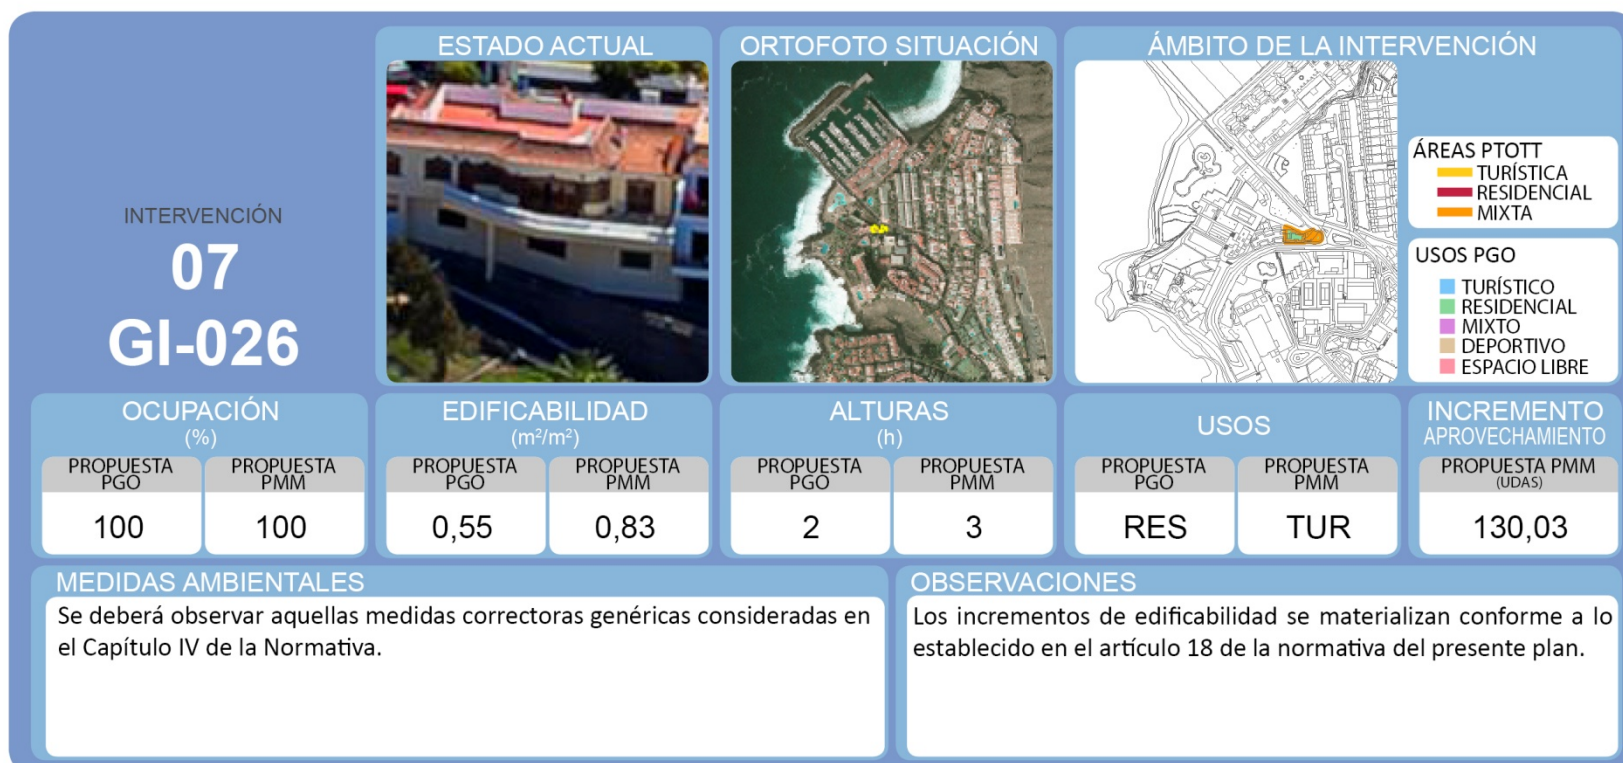 INTERVENCIÓN
07
GI-026
ESTADO ACTUAL
ORTOFOTO SITUACIÓN
ÁMBITO DE LA INTERVENCIÓN
ÁREAS PTOTT
TURÍSTICA
RESIDENCIAL
MIXTA
USOS PGO
TURÍSTICO
RESIDENCIAL
MIXTO
DEPORTIVO
ESPACIO LIBRE
OCUPACIÓN
(%)
PROPUESTA PGO
PROPUESTA PMM
100
100
EDIFICABILIDAD
(m²/m²)
PROPUESTA PGO
PROPUESTA PMM
0,55
0,83
ALTURAS
(h)
PROPUESTA PGO
PROPUESTA PMM
2
3
USOS
PROPUESTA PGO
PROPUESTA PMM
RES
TUR
INCREMENTO
APROVECHAMIENTO
PROPUESTA PMM
(UDAS)
130,03
MEDIDAS AMBIENTALES
Se deberá observar aquellas medidas correctoras genéricas consideradas en
el Capítulo IV de la Normativa.
OBSERVACIONES
Los incrementos de edificabilidad se materializan conforme a lo
establecido en el artículo 18 de la normativa del presente plan.